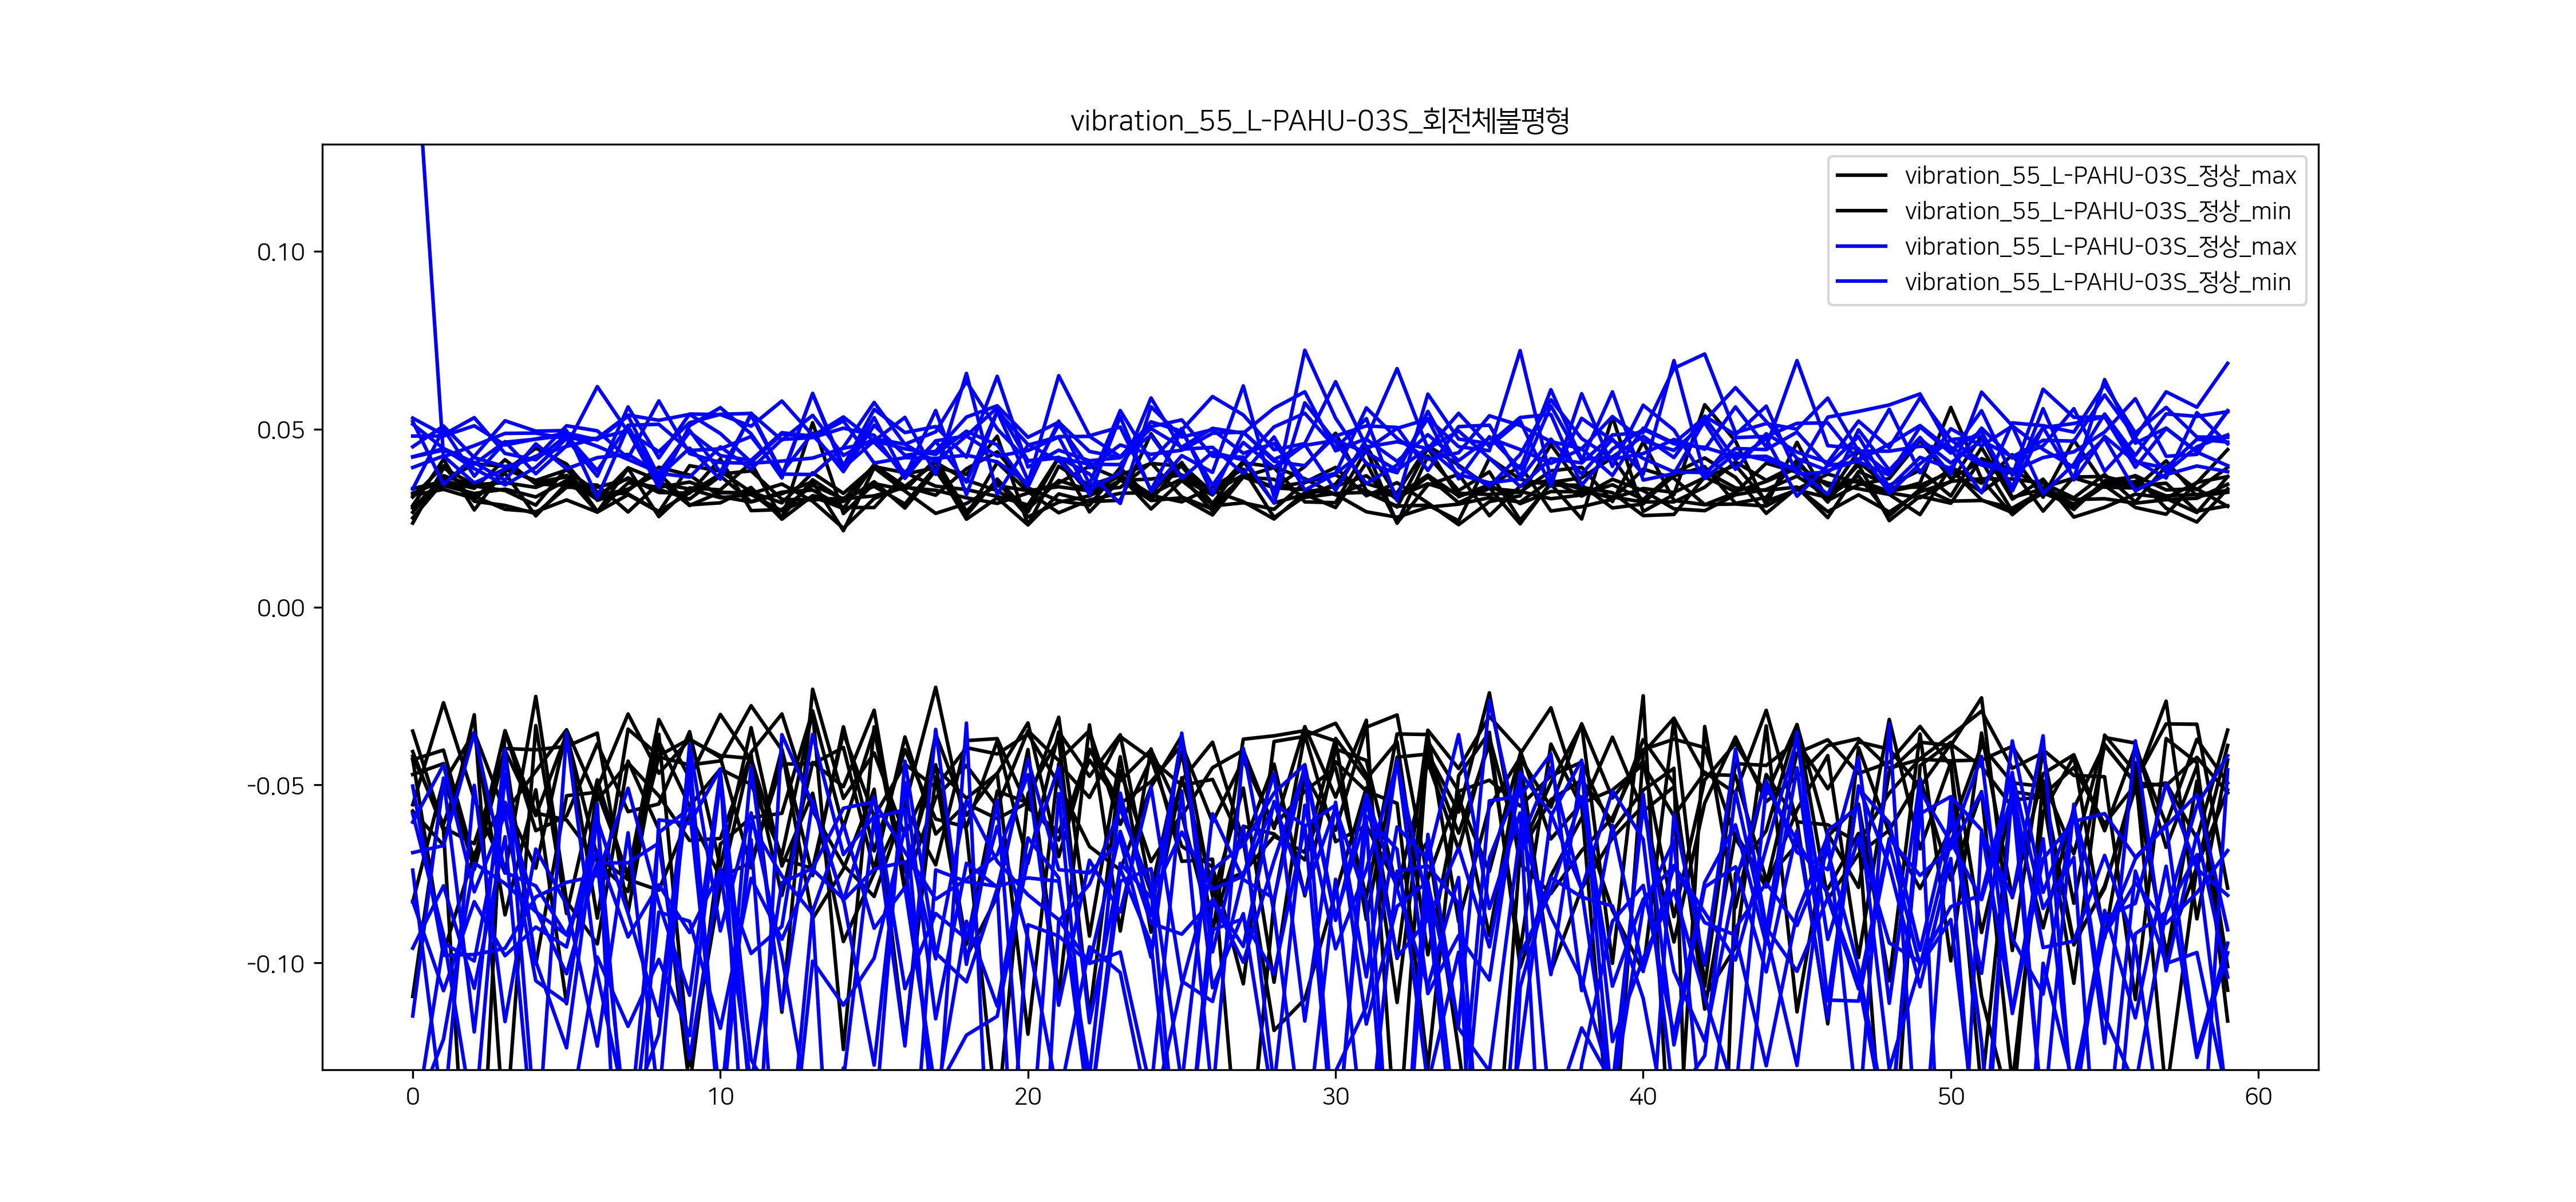 vibration_55_L-PAHU-03S_회전체불평형
vibration_55_L-PAHU-03S_정상_max
vibration_55_L-PAHU-03S_정상_min
vibration_55_L-PAHU-03S_정상_max
vibration_55_L-PAHU-03S_정상_min
0.10
0.05
0.00
-0.05
-0.10
0 10 20 30 40 50 60